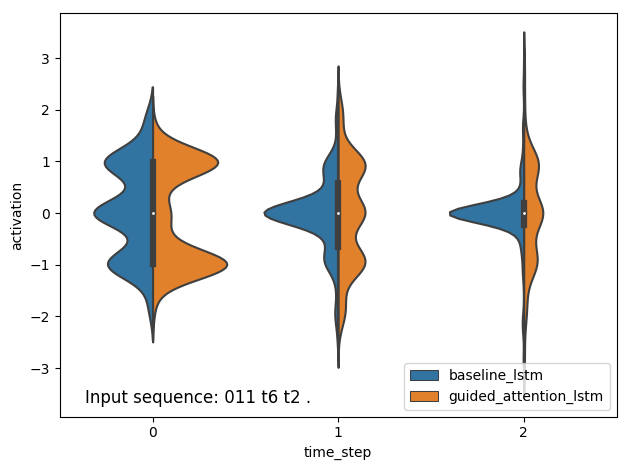 3
2
1
0
−1
−2
−3
activation
Input sequence: 011 t6 t2 .
baseline_lstm
guided_attention_lstm
0 1 2
time_step